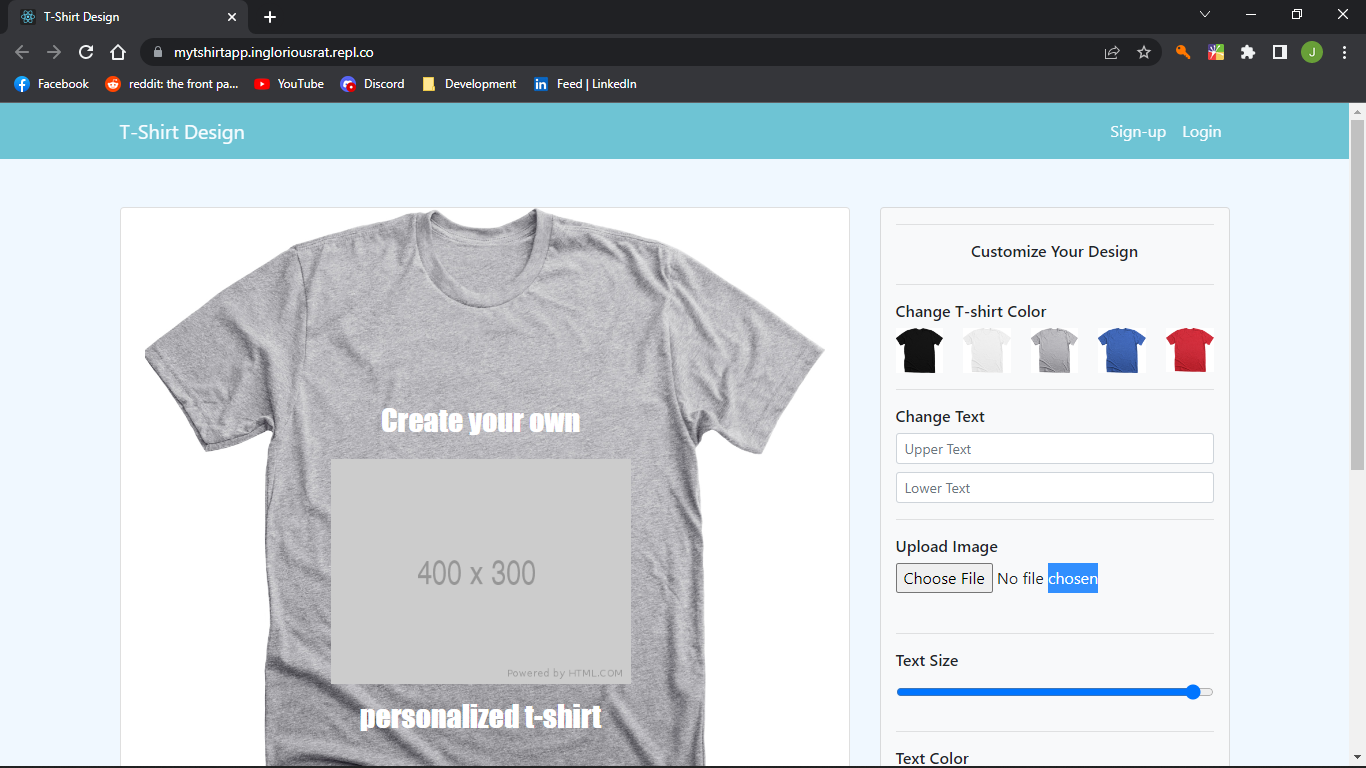 T-Shirt Design
mytshirtapp.ingloriousrat.repl.co
J
Facebook
reddit: the front pa...
YouTube
Discord
Development
in
Feed | LinkedIn
T-Shirt Design
Sign-up
Login
Create your own
400 x 300
Powered by HTML.COM
personalized t-shirt
Customize Your Design
Change T-shirt Color
Change Text
Upper Text
Lower Text
Upload Image
Choose File No file chosen
Text Size
Text Color